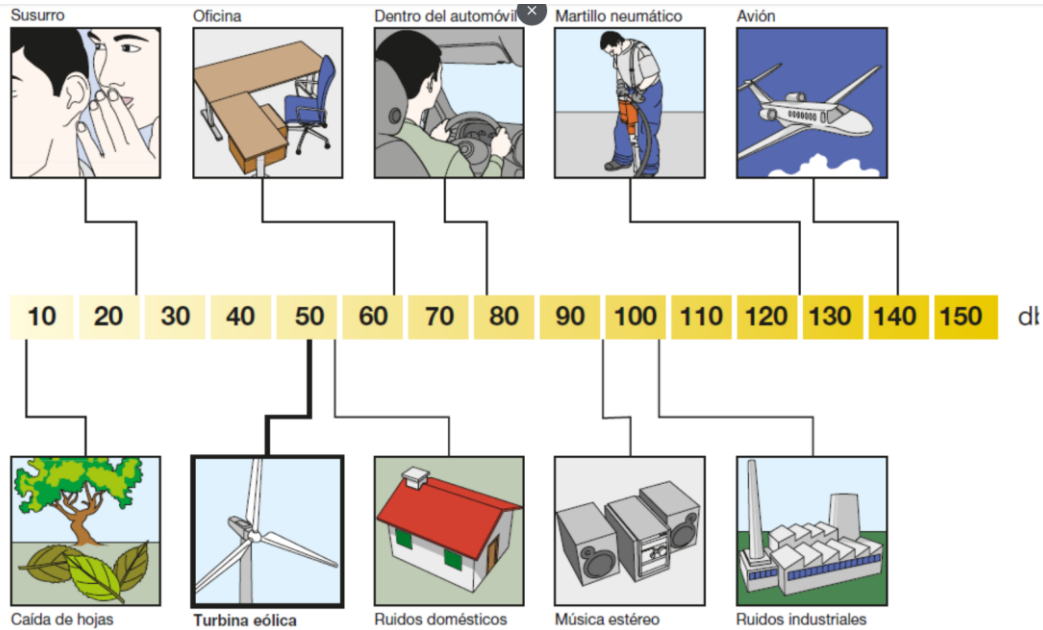 Susurro
Oficina
Dentro del automóvil
Martillo neumático
Avión
10 20 30 40 50 60 70 80 90 100 110 120 130 140 150
Caída de hojas
Turbina eólica
Ruidos domésticos
Música estéreo
Ruidos industriales